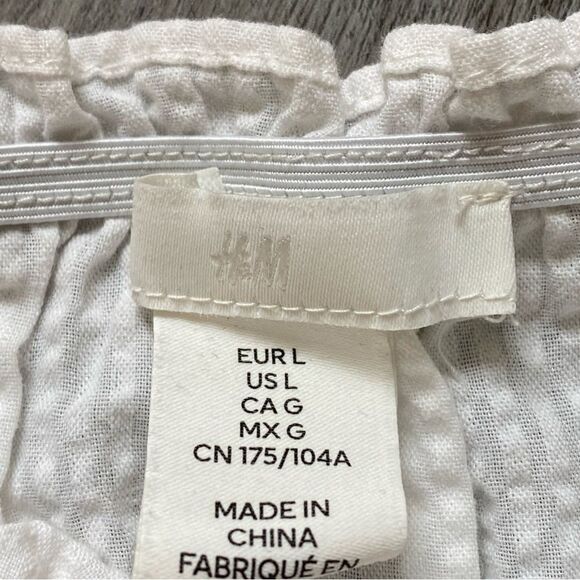 H&M
EUR L
US L
CA G
MX G
CN 175/104A
MADE IN
CHINA
FABRIQUÉ EN